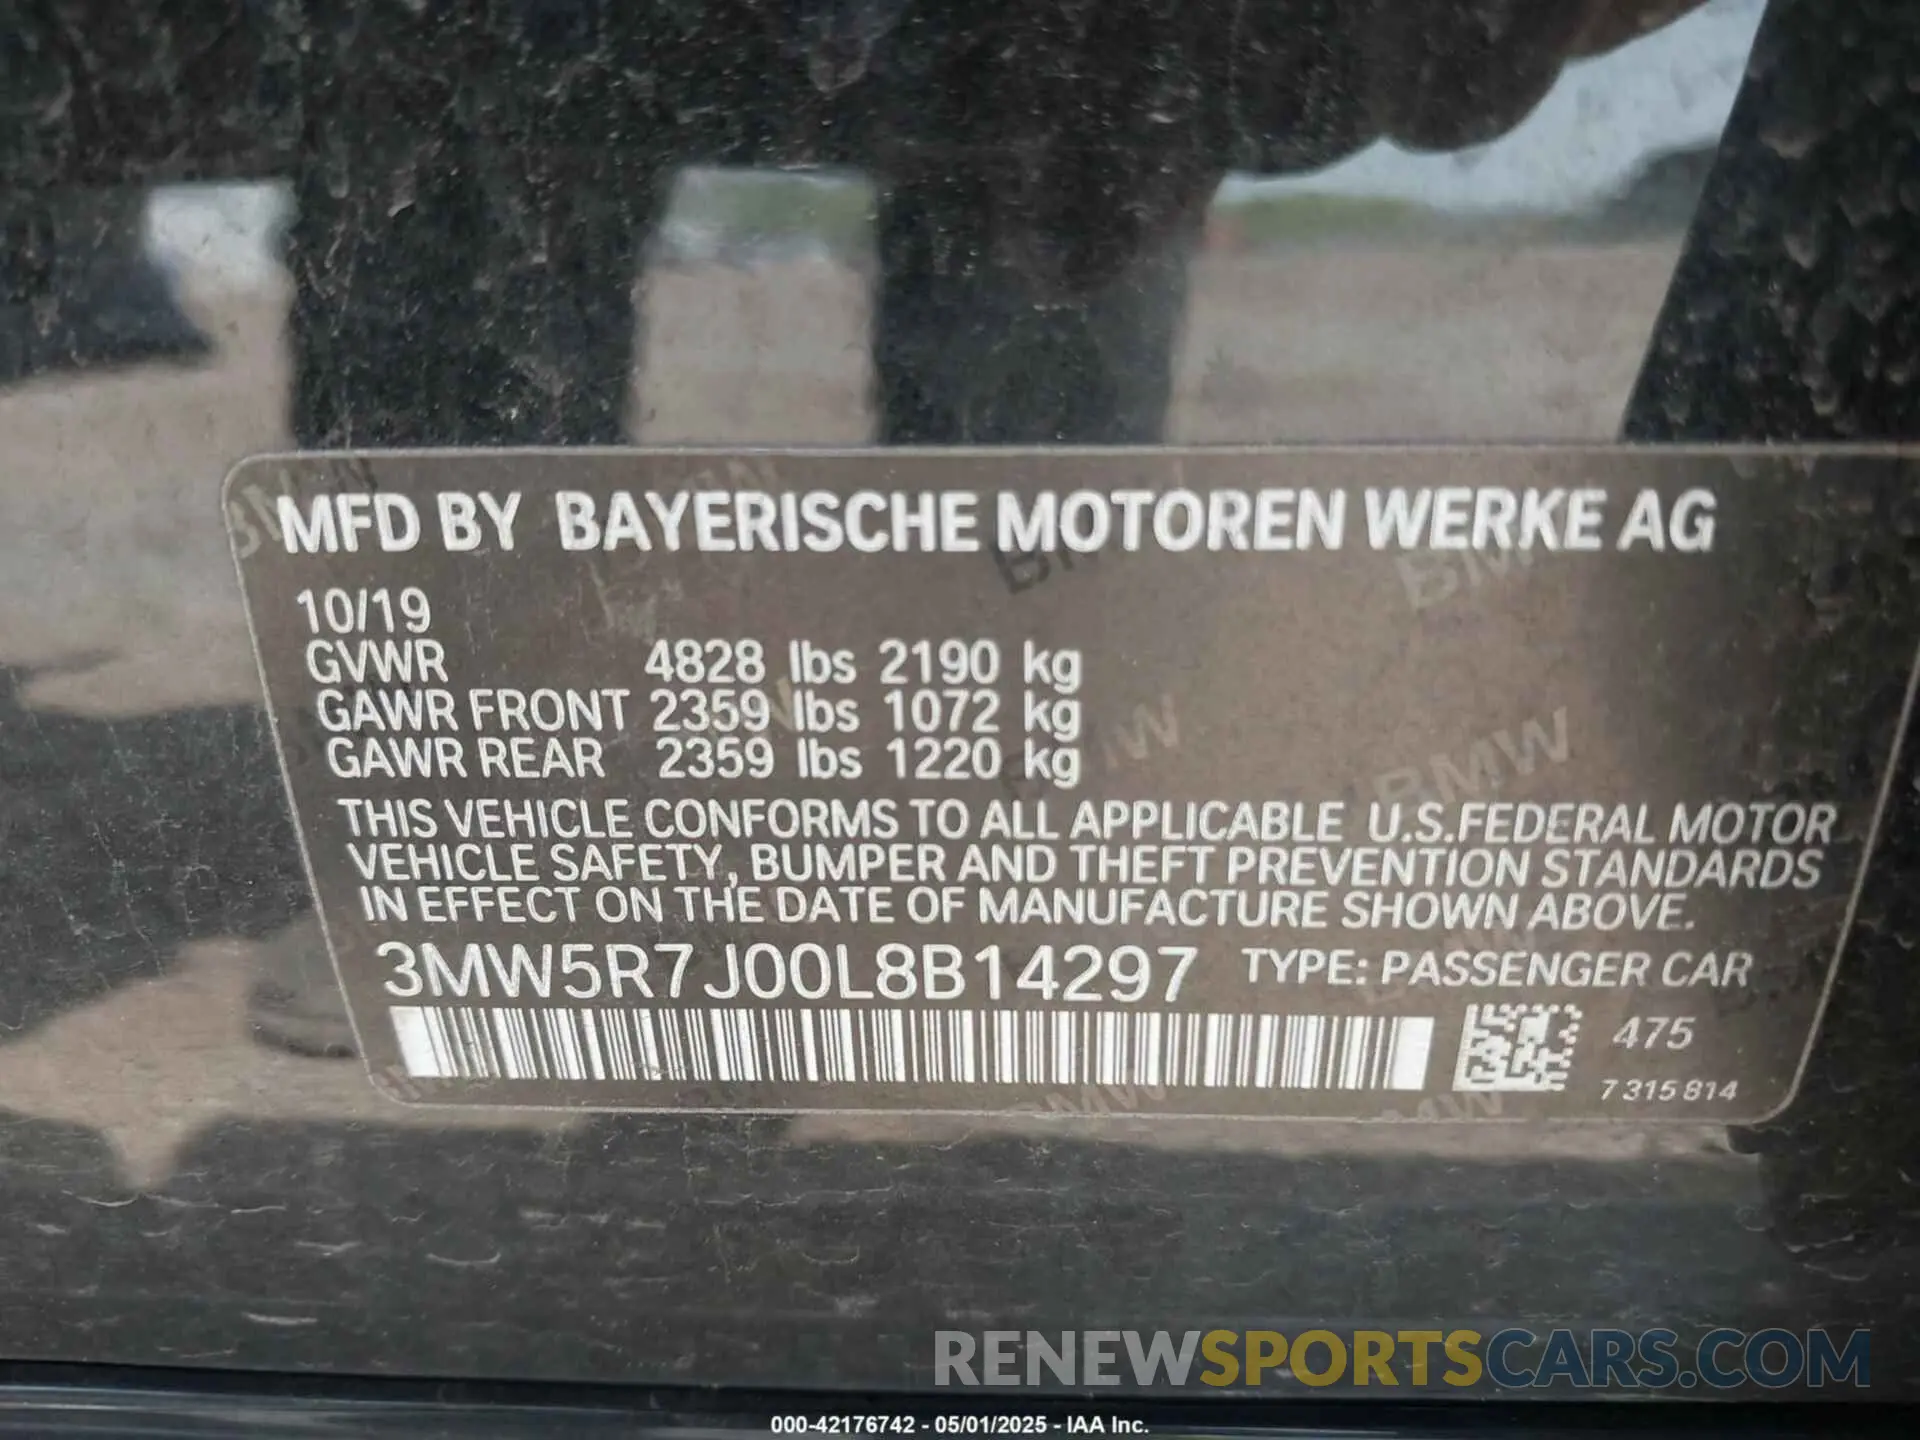 MFD BY BAYERISCHE MOTOREN WERKE AG
10/19
GVWR 4828 lbs 2190 kg
GAWR FRONT 2359 lbs 1072 kg
GAWR REAR 2359 lbs 1220 kg
THIS VEHICLE CONFORMS TO ALL APPLICABLE U.S.FEDERAL MOTOR
VEHICLE SAFETY, BUMPER AND THEFT PREVENTION STANDARDS
IN EFFECT ON THE DATE OF MANUFACTURE SHOWN ABOVE.
3MW5R7J00L8B14297 TYPE: PASSENGER CAR
475
7 315 814
RENEWSPORTSCARS.COM
000-42176742 - 05/01/2025 - IAA Inc.